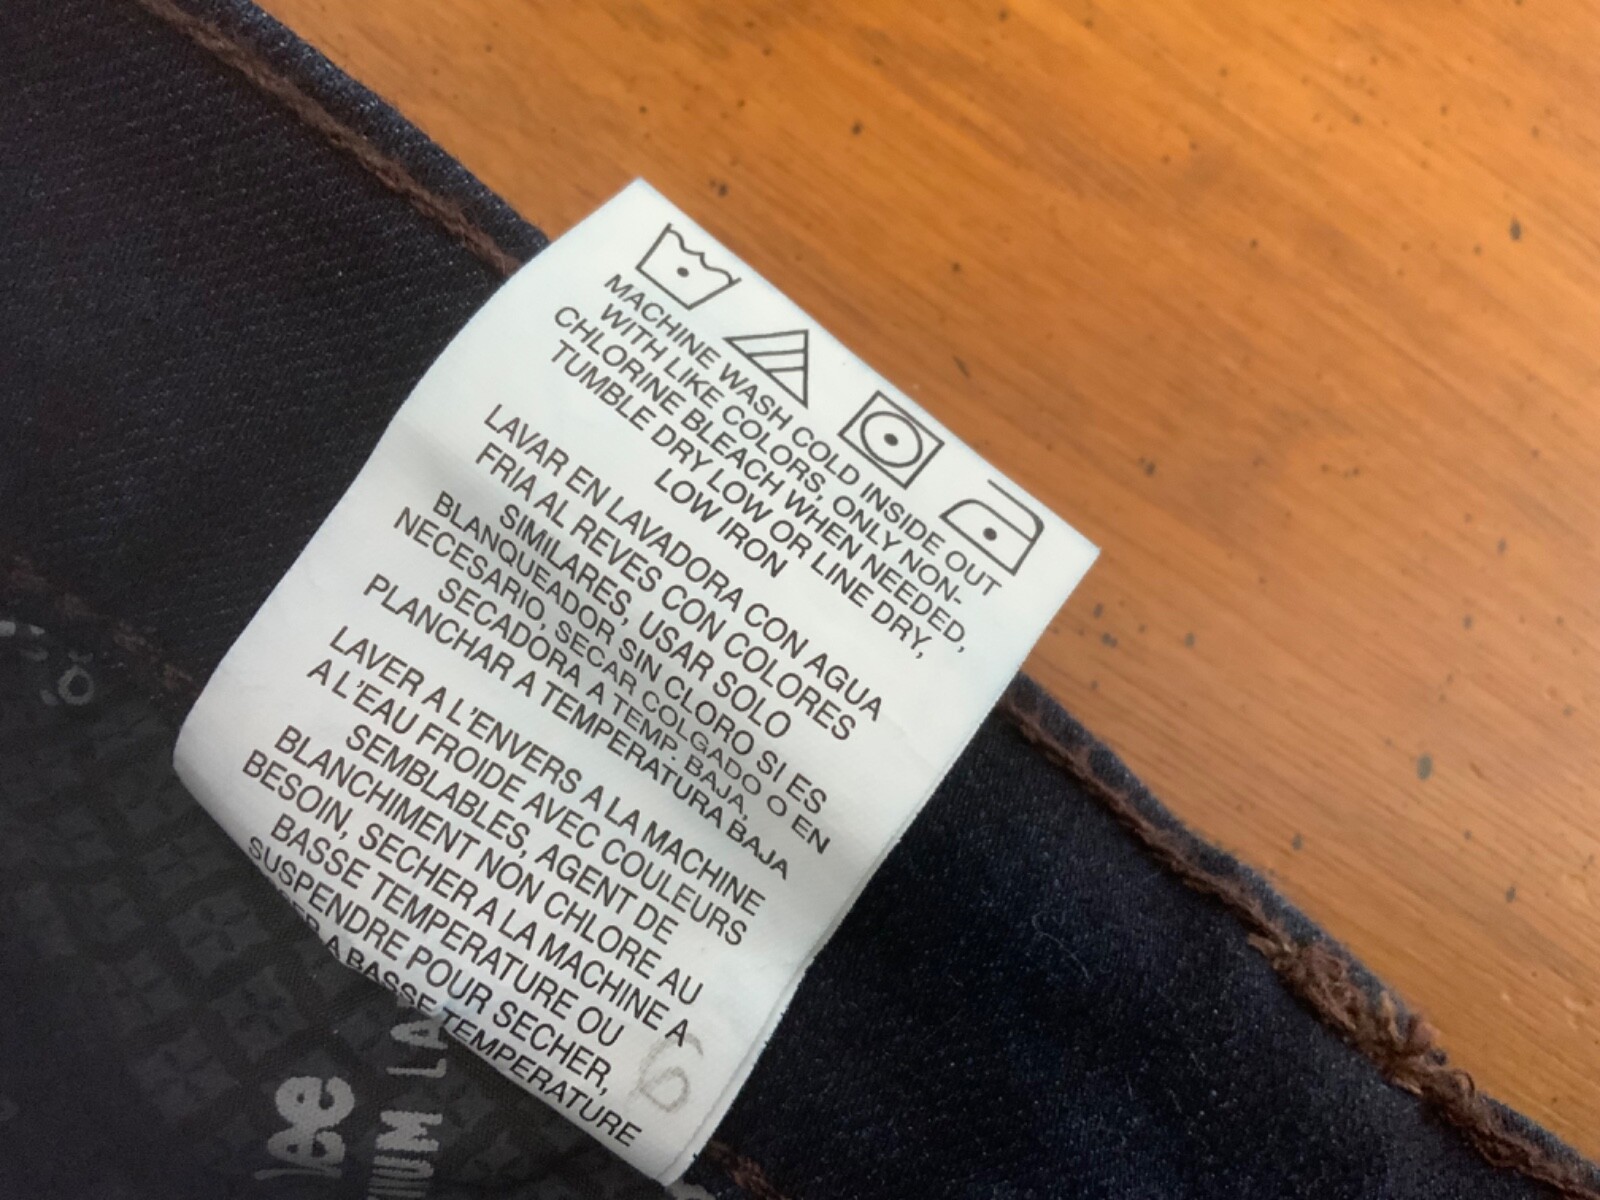 MACHINE WASH COLD INSIDE OUT
WITH LIKE COLORS, ONLY NON-
CHLORINE BLEACH WHEN NEEDED,
TUMBLE DRY LOW OR LINE DRY,
LOW IRON
LAVAR EN LAVADORA CON AGUA
FRIA AL REVES CON COLORES
SIMILARES, USAR SOLO
BLANQUEADOR SIN CLORO SI ES
NECESARIO, SECAR COLGADO O EN
SECADORA A TEMP. BAJA,
PLANCHAR A TEMPERATURA BAJA
LAVER A L'ENVERS A LA MACHINE
A L'EAU FROIDE AVEC COULEURS
SEMBLABLES, AGENT DE
BLANCHIMENT NON CHLORE AU
BESOIN, SECHER A LA MACHINE A
BASSE TEMPERATURE OU
SUSPENDRE POUR SECHER,
A BASSE TEMPERATURE
6